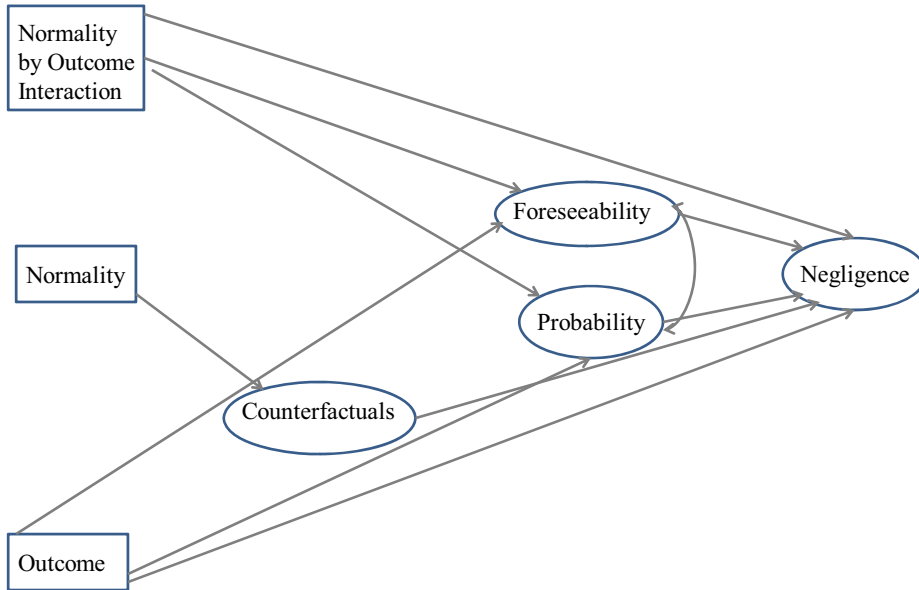 Normality
by Outcome
Interaction
Foreseeability
Normality
Negligence
Probability
Counterfactuals
Outcome